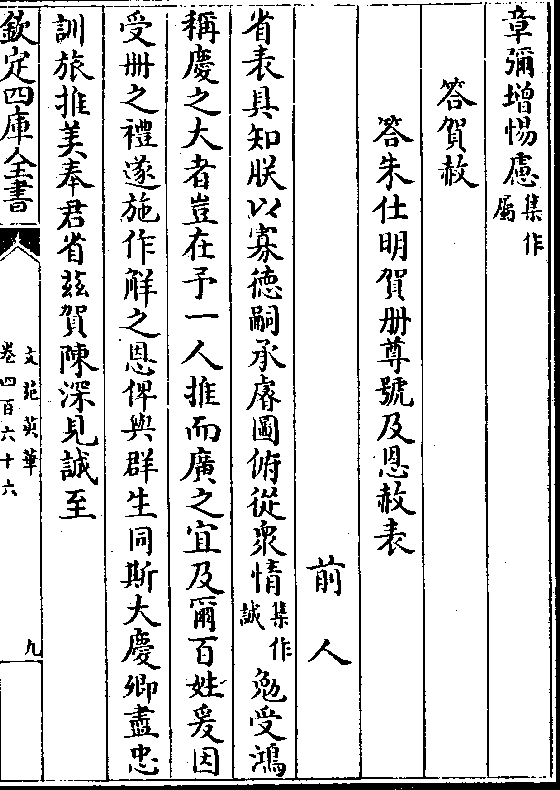 章彌增惕慮集作屬
答賀赦
答朱仕明賀册尊號及恩赦表
前人
省表具知朕以寡德嗣承睿圖俯從衆情集作誠勉受鴻
稱慶之大者豈在予一人推而廣之宜及爾百姓爰因
受册之禮遂施作解之恩俾與群生同斯大慶卿盡忠
訓旅推美奉君省兹賀陳深見誠至
欽定四庫全書
文苑英華
卷四百六十六
九